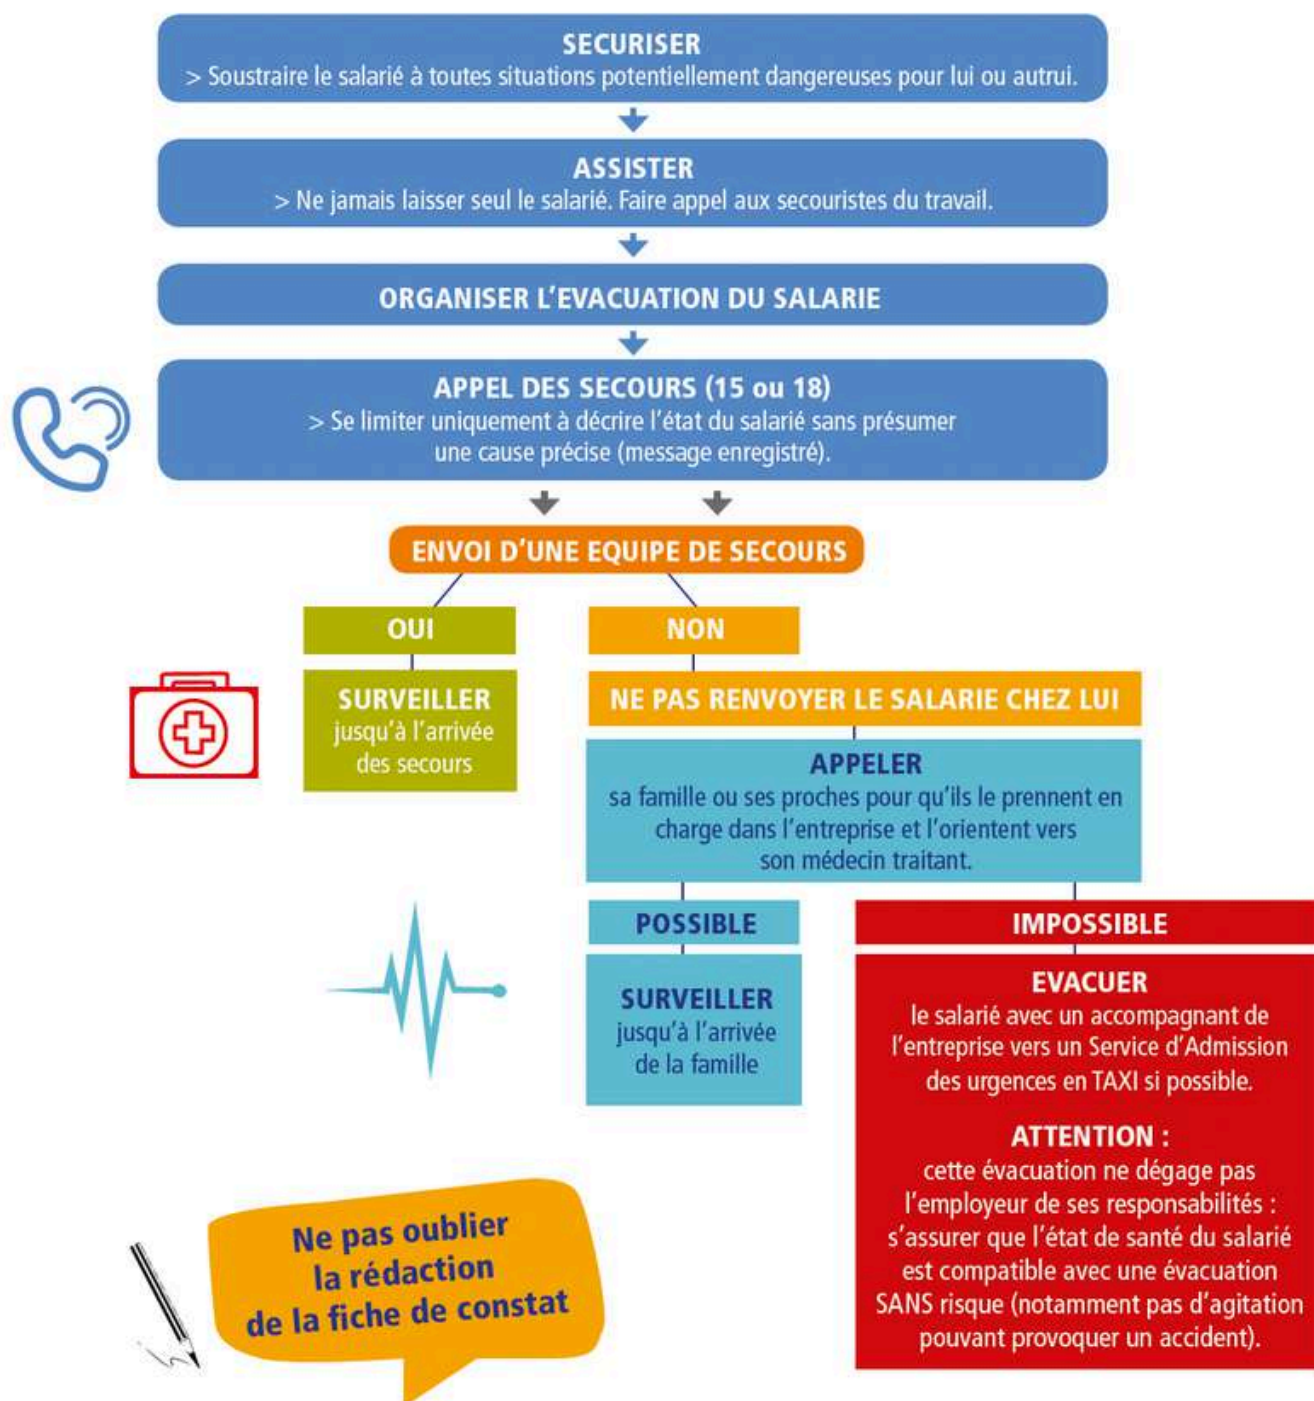 SECURISER
> Soustraire le salarié à toutes situations potentiellement dangereuses pour lui ou autrui.
ASSISTER
> Ne jamais laisser seul le salarié. Faire appel aux secouristes du travail.
ORGANISER L’EVACUATION DU SALARIE
APPEL DES SECOURS (15 ou 18)
> Se limiter uniquement à décrire l’état du salarié sans présumer
une cause précise (message enregistré).
ENVOI D’UNE EQUIPE DE SECOURS
OUI
SURVEILLER
jusqu’à l’arrivée
des secours
NON
NE PAS RENVOYER LE SALARIE CHEZ LUI
APPELER
sa famille ou ses proches pour qu’ils le prennent en
charge dans l’entreprise et l’orientent vers
son médecin traitant.
POSSIBLE
SURVEILLER
jusqu’à l’arrivée
de la famille
IMPOSSIBLE
EVACUER
le salarié avec un accompagnant de
l’entreprise vers un Service d’Admission
des urgences en TAXI si possible.
ATTENTION :
cette évacuation ne dégage pas
l’employeur de ses responsabilités :
s’assurer que l’état de santé du salarié
est compatible avec une évacuation
SANS risque (notamment pas d’agitation
pouvant provoquer un accident).
Ne pas oublier
la rédaction
de la fiche de constat